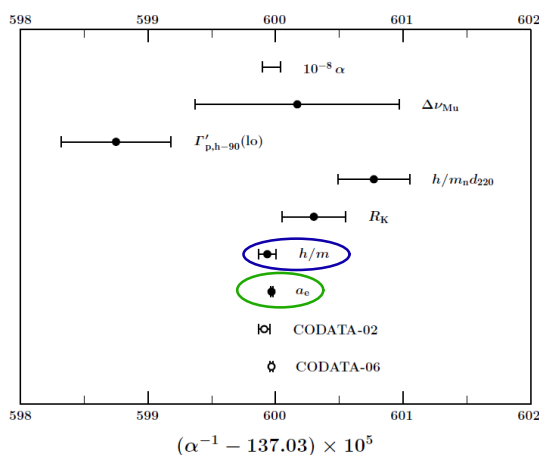 598 599 600 601 602
10⁻⁸ α
Δν_Mu
Γ′_p,h−90(lo)
h/m_n d_220
R_K
h/m
a_e
CODATA-02
CODATA-06
598 599 600 601 602
(α⁻¹ − 137.03) × 10⁵